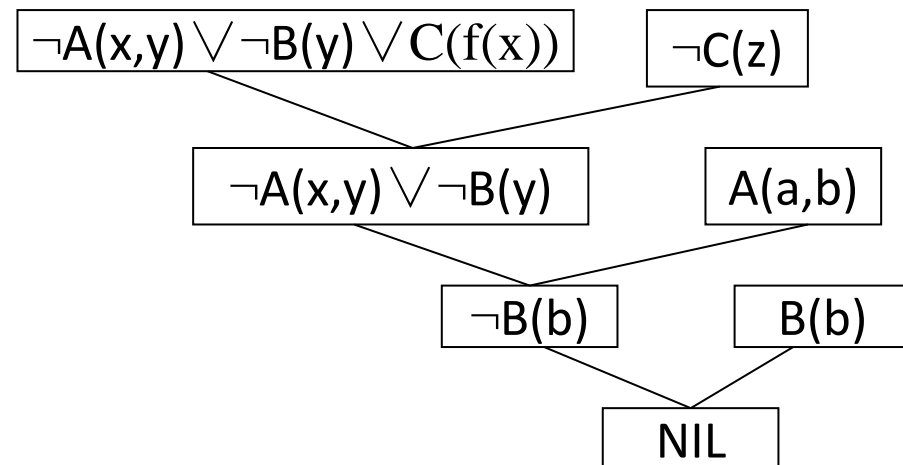 ¬A(x,y)∨¬B(y)∨C(f(x))
¬C(z)
¬A(x,y)∨¬B(y)
A(a,b)
¬B(b)
B(b)
NIL